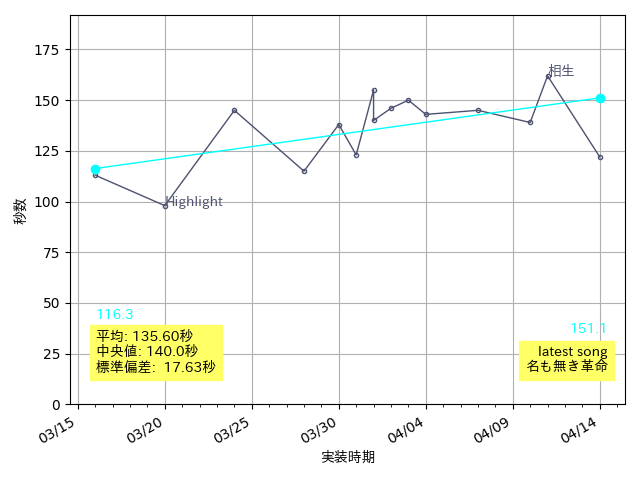 175
150
125
100
75
50
25
0
秒数
相生
Highlight
116.3
平均: 135.60秒
中央値: 140.0秒
標準偏差: 17.63秒
151.1
latest song
名も無き革命
03/15
03/20
03/25
03/30
04/04
04/09
04/14
実装時期